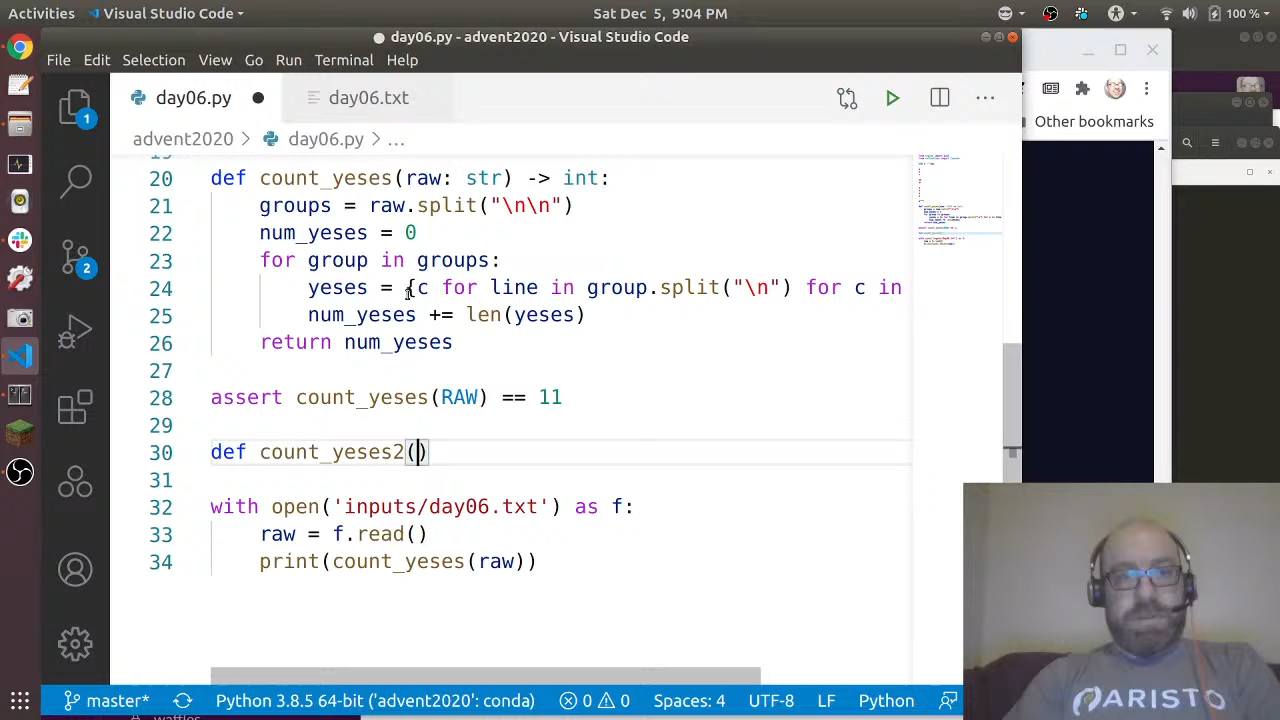 Activities Visual Studio Code Sat Dec 5, 9:04 PM 100 %
day06.py - advent2020 - Visual Studio Code
File Edit Selection View Go Run Terminal Help
day06.py day06.txt
advent2020 > day06.py > ...
Other bookmarks
1
2
20 def count_yeses(raw: str) -> int:
21 groups = raw.split("\n\n")
22 num_yeses = 0
23 for group in groups:
24 yeses = {c for line in group.split("\n") for c in
25 num_yeses += len(yeses)
26 return num_yeses
27
28 assert count_yeses(RAW) == 11
29
30 def count_yeses2()
31
32 with open('inputs/day06.txt') as f:
33 raw = f.read()
34 print(count_yeses(raw))
ARISTO
master* Python 3.8.5 64-bit ('advent2020': conda) 0 0 Spaces: 4 UTF-8 LF Python
waffles